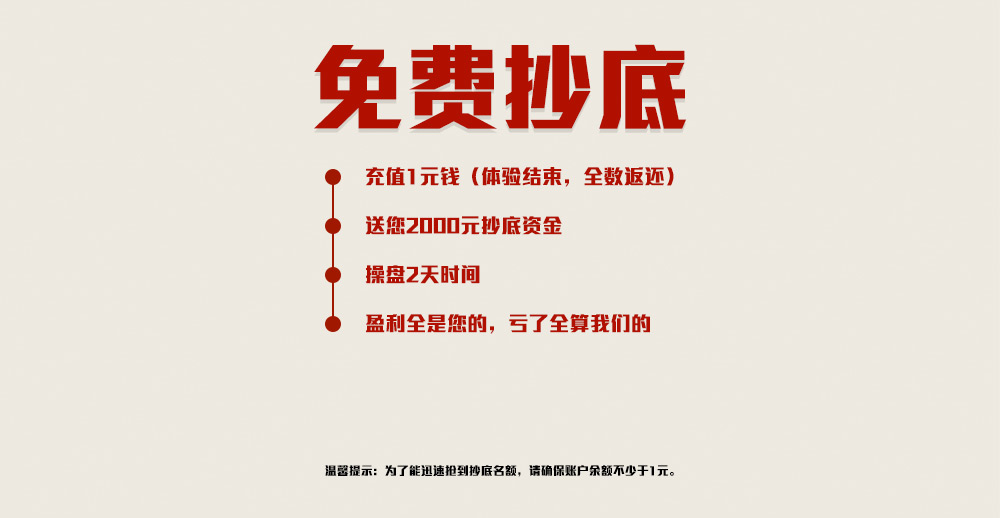 免费抄底
充值1元钱（体验结束，全数返还）
送您2000元抄底资金
操盘2天时间
盈利全是您的，亏了全算我们的
温馨提示：为了能迅速抢到抄底名额，请确保账户余额不少于1元。